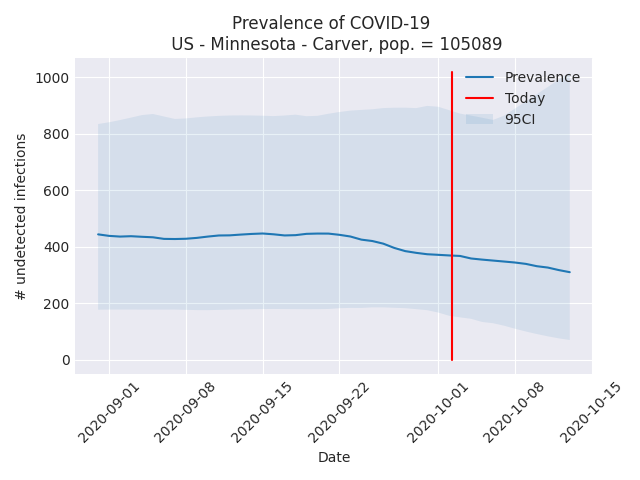 Prevalence of COVID-19
US - Minnesota - Carver, pop. = 105089
Prevalence
Today
95CI
# undetected infections
1000
800
600
400
200
0
2020-09-01
2020-09-08
2020-09-15
2020-09-22
2020-10-01
2020-10-08
2020-10-15
Date